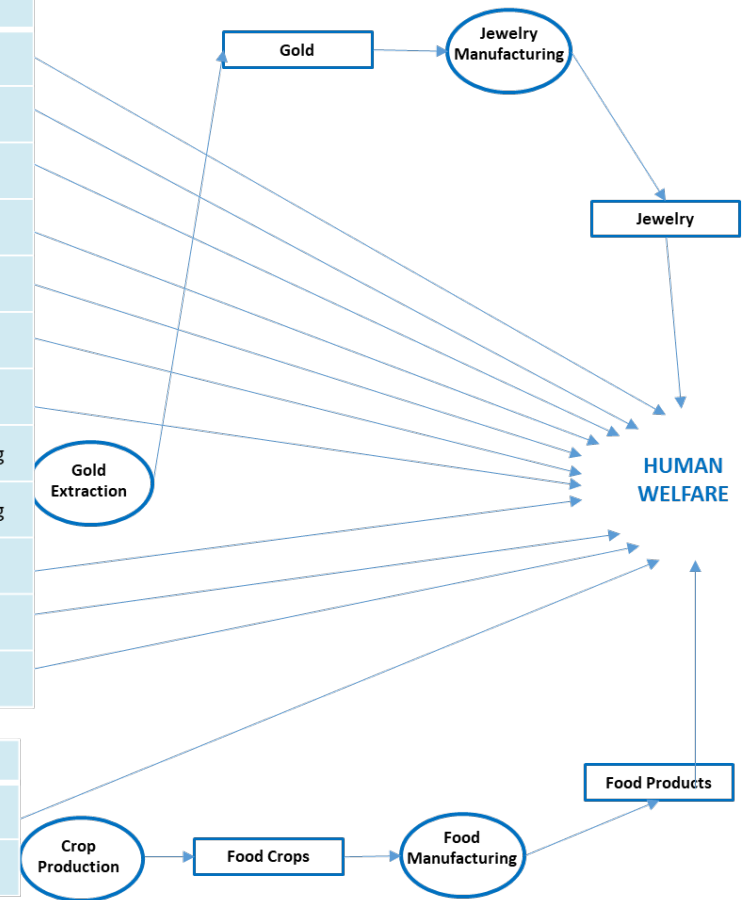 Gold
Jewelry
Manufacturing
Jewelry
g
Gold
Extraction
g
HUMAN
WELFARE
Food Products
Crop
Production
Food Crops
Food
Manufacturing